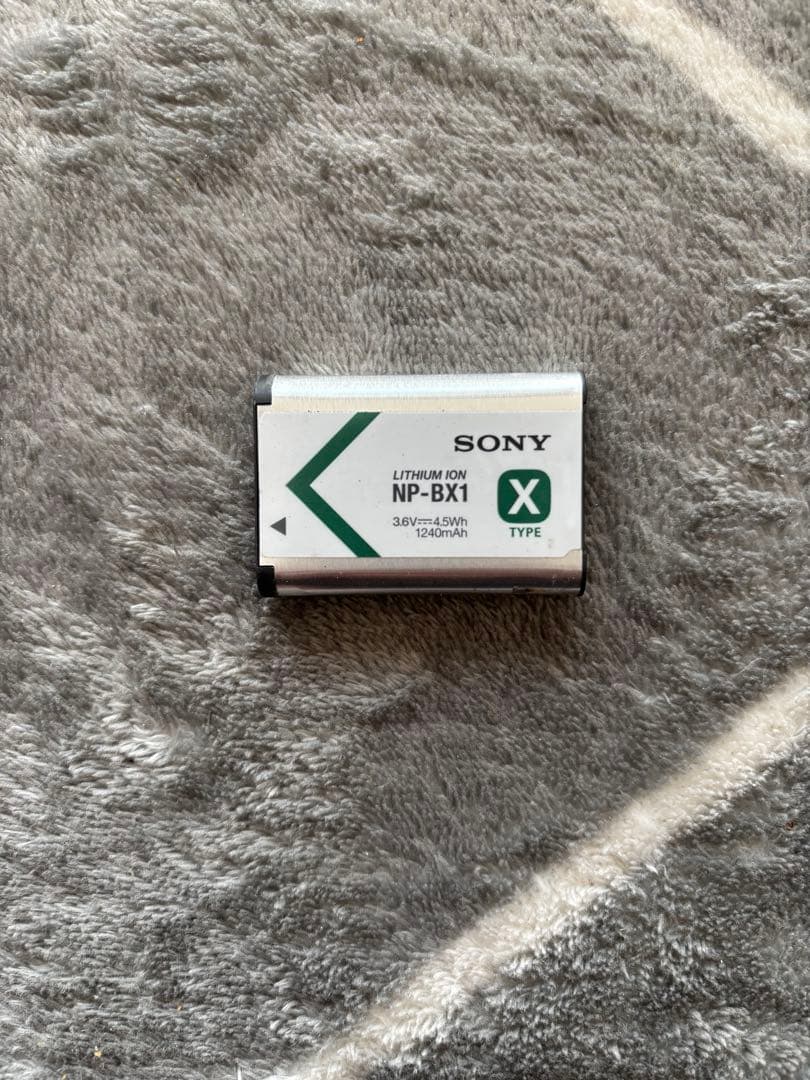 SONY
LITHIUM ION
NP-BX1
3.6V⎓4.5Wh
1240mAh
X
TYPE